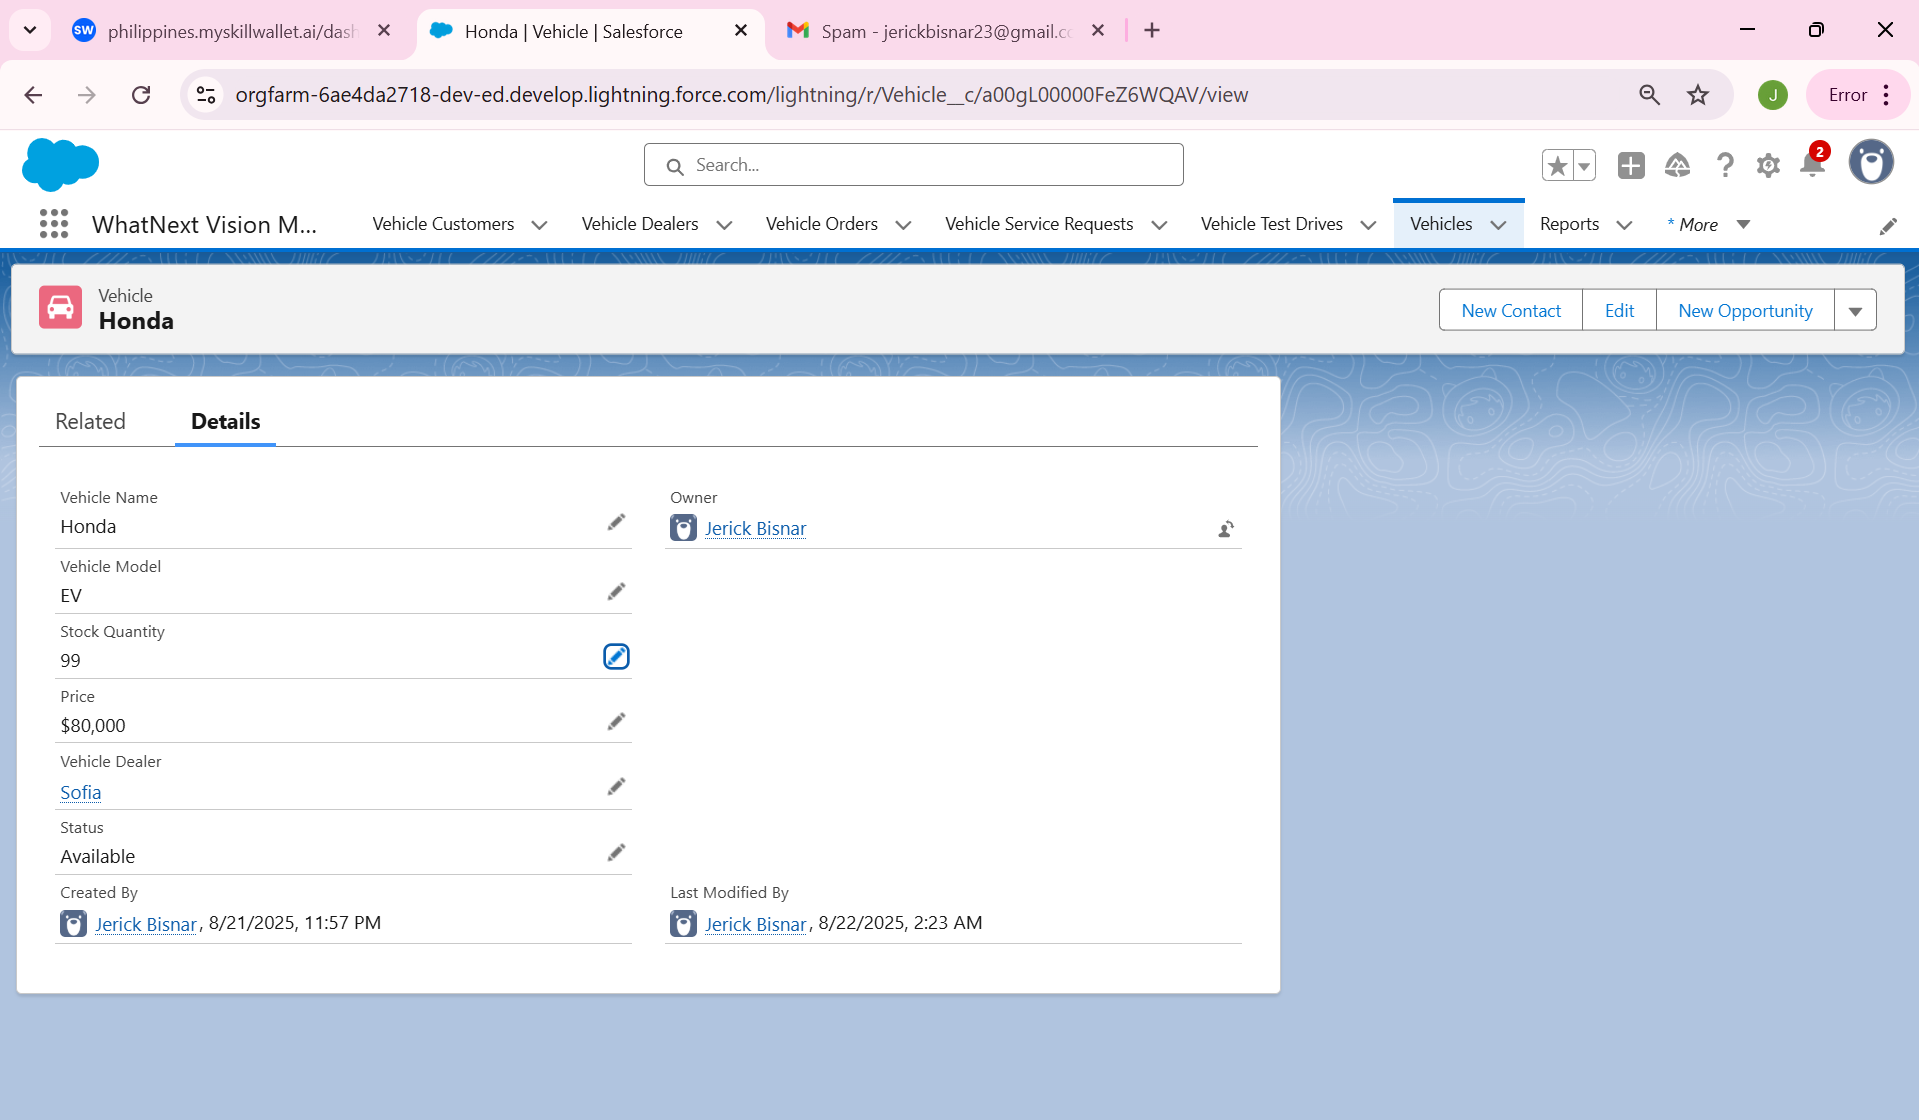 SW philippines.myskillwallet.ai/dash
Honda | Vehicle | Salesforce
Spam - jerickbisnar23@gmail.co
orgfarm-6ae4da2718-dev-ed.develop.lightning.force.com/lightning/r/Vehicle__c/a00gL00000FeZ6WQAV/view
J
Error
Search...
2
WhatNext Vision M...
Vehicle Customers
Vehicle Dealers
Vehicle Orders
Vehicle Service Requests
Vehicle Test Drives
Vehicles
Reports
* More
Vehicle
Honda
New Contact
Edit
New Opportunity
Related
Details
Vehicle Name
Honda
Owner
Jerick Bisnar
Vehicle Model
EV
Stock Quantity
99
Price
$80,000
Vehicle Dealer
Sofia
Status
Available
Created By
Jerick Bisnar, 8/21/2025, 11:57 PM
Last Modified By
Jerick Bisnar, 8/22/2025, 2:23 AM